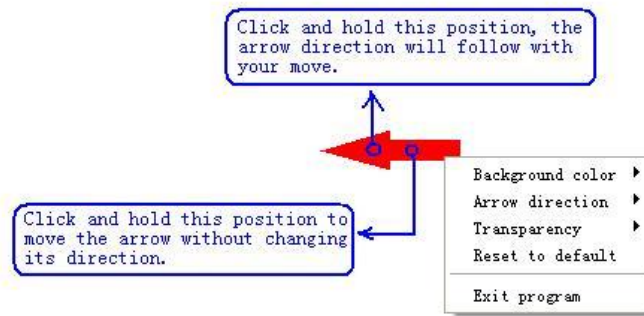 Click and hold this position, the
arrow direction will follow with
your move.
Click and hold this position to
move the arrow without changing
its direction.
Background color
Arrow direction
Transparency
Reset to default
Exit program